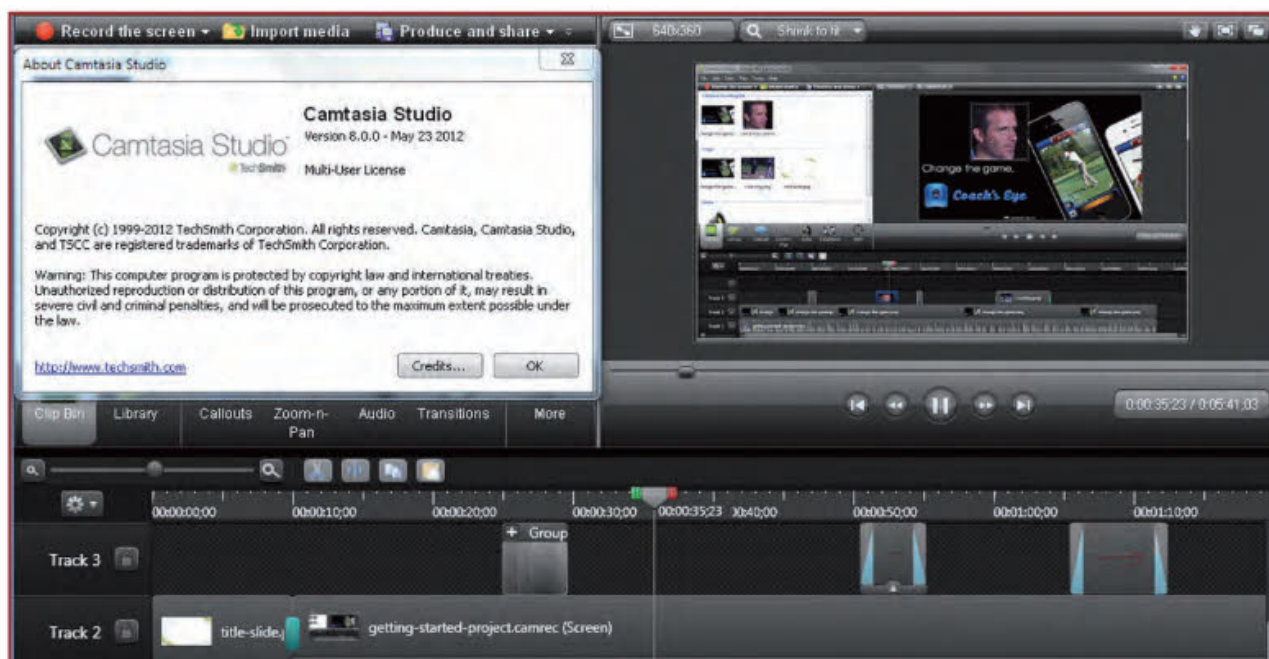 Record the screen
Import media
Produce and share
640x360
Shrink to fit
About Camtasia Studio
Camtasia Studio
TechSmith
Camtasia Studio
Version 8.0.0 - May 23 2012
Multi-User License
Copyright (c) 1999-2012 TechSmith Corporation. All rights reserved. Camtasia, Camtasia Studio,
and TSCC are registered trademarks of TechSmith Corporation.
Warning: This computer program is protected by copyright law and international treaties.
Unauthorized reproduction or distribution of this program, or any portion of it, may result in
severe civil and criminal penalties, and will be prosecuted to the maximum extent possible under
the law.
http://www.techsmith.com
Credits...
OK
Change the game.
Coach's Eye
Clip Bin
Library
Callouts
Zoom-n-
Pan
Audio
Transitions
More
0:00:35;23 / 0:05:41;03
00:00:00;00
00:00:10;00
00:00:20;00
00:00:30;00
00:00:35;23
00:40;00
00:00:50;00
00:01:00;00
00:01:10;00
Track 3
+ Group
Track 2
title-slide.
getting-started-project.camrec (Screen)